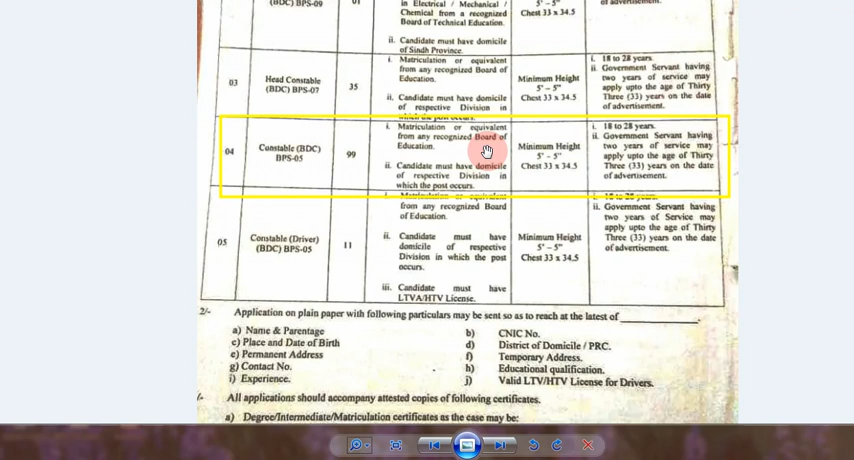 (BDC) BPS-09
in Electrical / Mechanical /
Chemical from a recognized
Board of Technical Education.
ii. Candidate must have domicile
of Sindh Province.
5' – 5"
Chest 33 x 34.5
of advertisement.
03
Head Constable
(BDC) BPS-07
35
i. Matriculation or equivalent
from any recognized Board of
Education.
ii. Candidate must have domicile
of respective Division in
which the post occurs.
Minimum Height
5' – 5"
Chest 33 x 34.5
i. 18 to 28 years.
ii. Government Servant having
two years of service may
apply upto the age of Thirty
Three (33) years on the date
of advertisement.
04
Constable (BDC)
BPS-05
99
i. Matriculation or equivalent
from any recognized Board of
Education.
ii. Candidate must have domicile
of respective Division in
which the post occurs.
Minimum Height
5' – 5"
Chest 33 x 34.5
i. 18 to 28 years.
ii. Government Servant having
two years of service may
apply upto the age of Thirty
Three (33) years on the date
of advertisement.
05
Constable (Driver)
(BDC) BPS-05
11
i. Matriculation or equivalent
from any recognized Board
of Education.
ii. Candidate must have
domicile of respective
Division in which the post
occurs.
iii. Candidate must have
LTVA/HTV License.
Minimum Height
5' – 5"
Chest 33 x 34.5
i. 18 to 28 years.
ii. Government Servant having
two years of Service may
apply upto the age of Thirty
Three (33) years on the date
of advertisement.
2/- Application on plain paper with following particulars may be sent so as to reach at the latest of
a) Name & Parentage
b) CNIC No.
c) Place and Date of Birth
d) District of Domicile / PRC.
e) Permanent Address
f) Temporary Address.
g) Contact No.
h) Educational qualification.
i) Experience.
j) Valid LTV/HTV License for Drivers.
/- All applications should accompany attested copies of following certificates.
a) Degree/Intermediate/Matriculation certificates as the case may be: